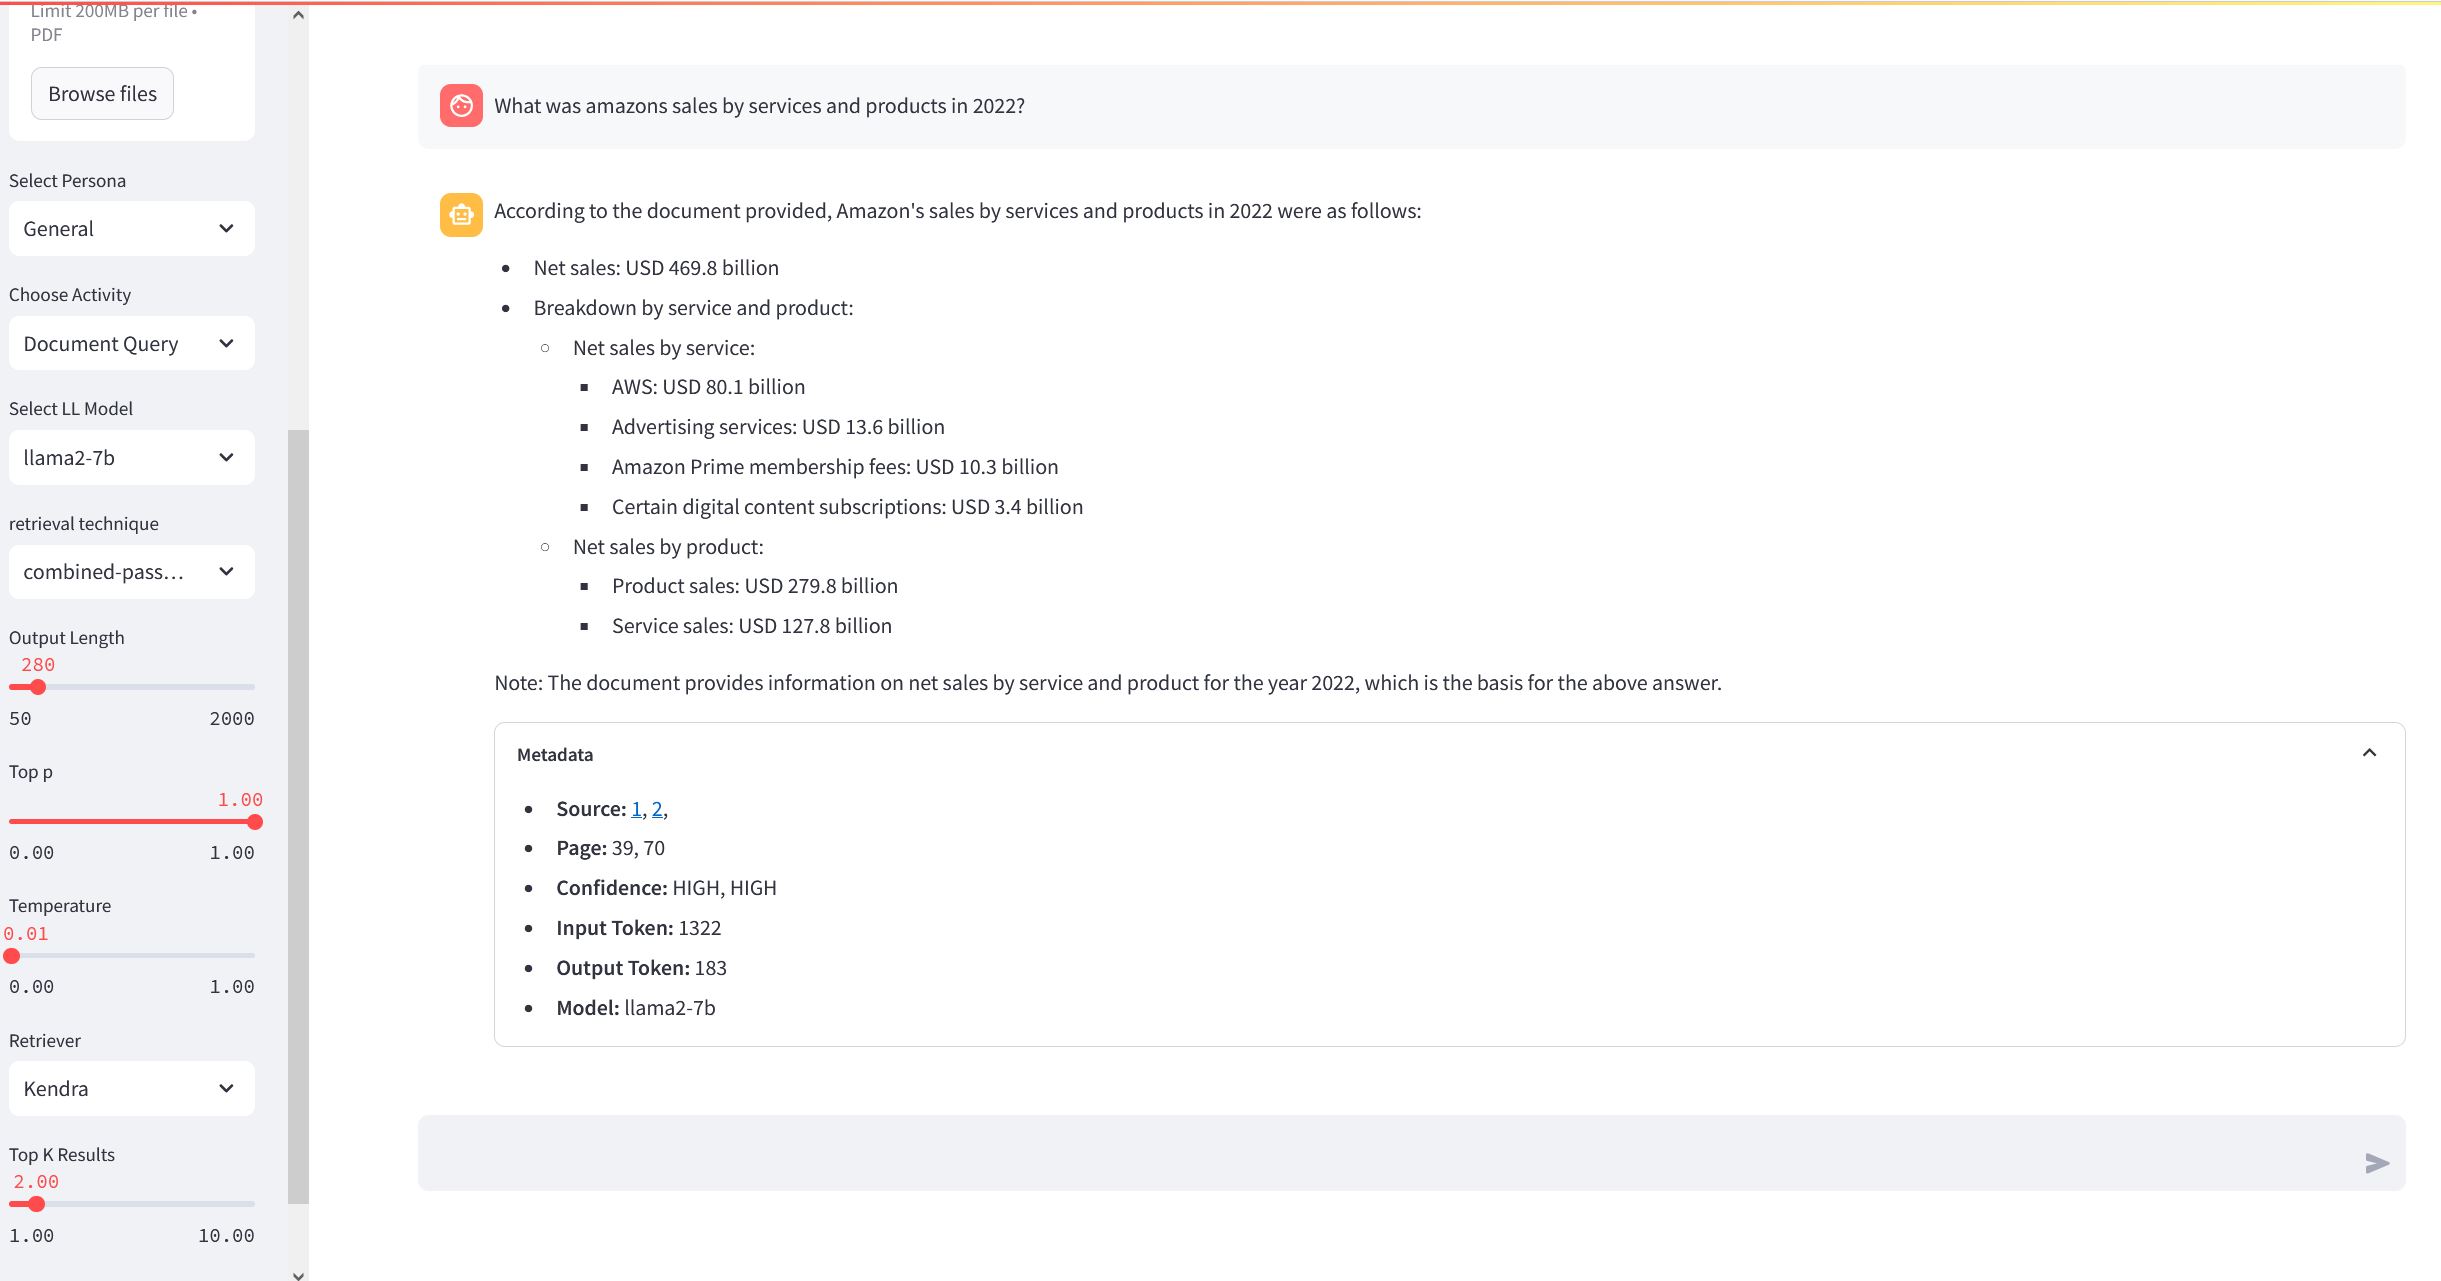 Limit 200MB per file •
PDF
Browse files
Select Persona
General
Choose Activity
Document Query
Select LL Model
llama2-7b
retrieval technique
combined-pass...
Output Length
280
50 2000
Top p
1.00
0.00 1.00
Temperature
0.01
0.00 1.00
Retriever
Kendra
Top K Results
2.00
1.00 10.00
What was amazons sales by services and products in 2022?
According to the document provided, Amazon's sales by services and products in 2022 were as follows:
Net sales: USD 469.8 billion
Breakdown by service and product:
Net sales by service:
AWS: USD 80.1 billion
Advertising services: USD 13.6 billion
Amazon Prime membership fees: USD 10.3 billion
Certain digital content subscriptions: USD 3.4 billion
Net sales by product:
Product sales: USD 279.8 billion
Service sales: USD 127.8 billion
Note: The document provides information on net sales by service and product for the year 2022, which is the basis for the above answer.
Metadata
Source: 1, 2,
Page: 39, 70
Confidence: HIGH, HIGH
Input Token: 1322
Output Token: 183
Model: llama2-7b